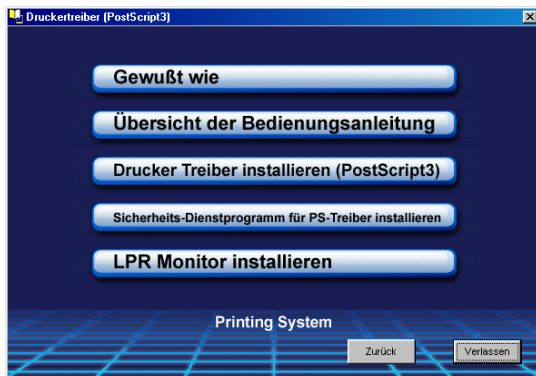 Druckertreiber (PostScript3)
Gewußt wie
Übersicht der Bedienungsanleitung
Drucker Treiber installieren (PostScript3)
Sicherheits-Dienstprogramm für PS-Treiber installieren
LPR Monitor installieren
Printing System
Zurück
Verlassen